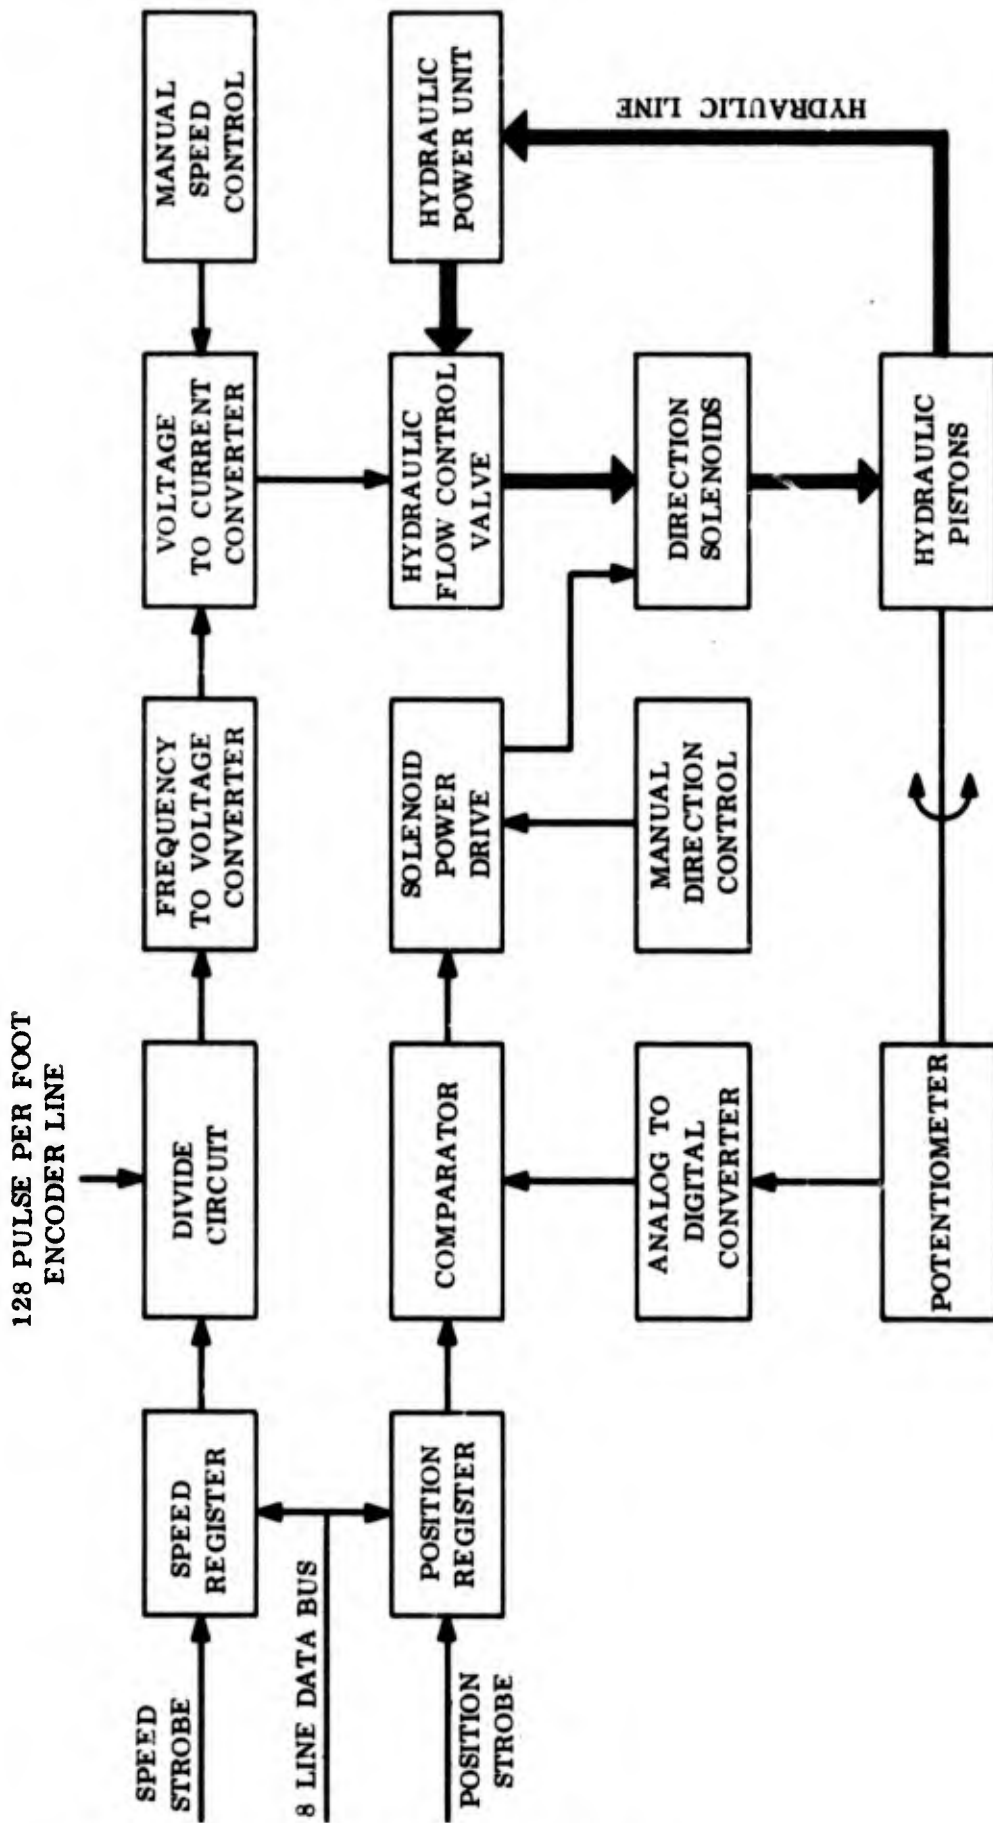 128 PULSE PER FOOT
ENCODER LINE
SPEED
STROBE
SPEED
REGISTER
DIVIDE
CIRCUIT
FREQUENCY
TO VOLTAGE
CONVERTER
VOLTAGE
TO CURRENT
CONVERTER
MANUAL
SPEED
CONTROL
8 LINE DATA BUS
POSITION
STROBE
POSITION
REGISTER
COMPARATOR
SOLENOID
POWER
DRIVE
HYDRAULIC
FLOW CONTROL
VALVE
HYDRAULIC
POWER UNIT
ANALOG TO
DIGITAL
CONVERTER
MANUAL
DIRECTION
CONTROL
DIRECTION
SOLENOIDS
HYDRAULIC LINE
POTENTIOMETER
HYDRAULIC
PISTONS